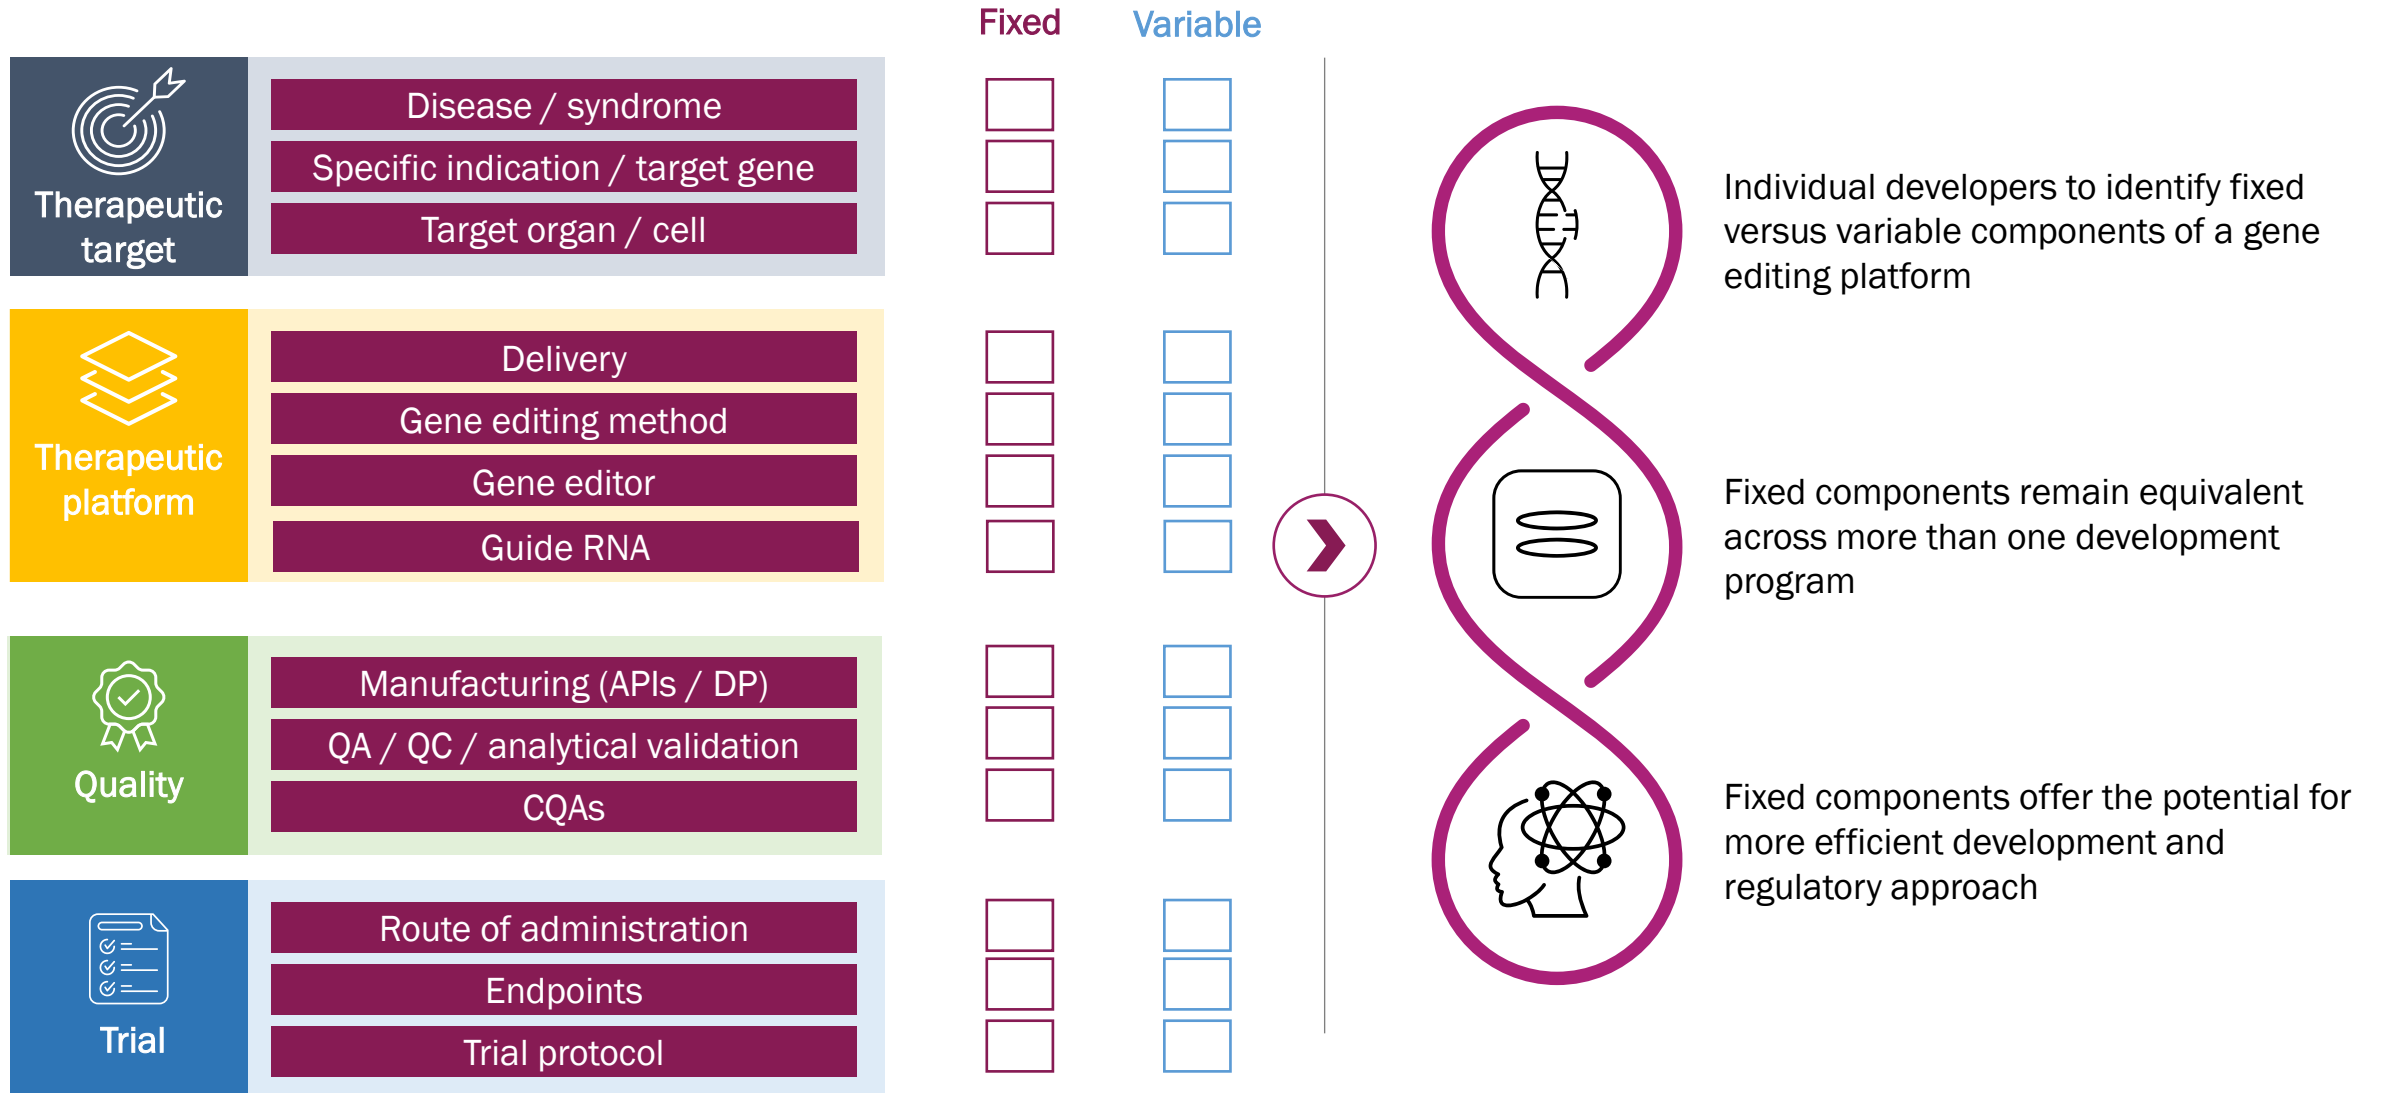 Fixed
Variable
Therapeutic
target
Disease / syndrome
Specific indication / target gene
Target organ / cell
Therapeutic
platform
Delivery
Gene editing method
Gene editor
Guide RNA
Quality
Manufacturing (APIs / DP)
QA / QC / analytical validation
CQAs
Trial
Route of administration
Endpoints
Trial protocol
Individual developers to identify fixed
versus variable components of a gene
editing platform
Fixed components remain equivalent
across more than one development
program
Fixed components offer the potential for
more efficient development and
regulatory approach